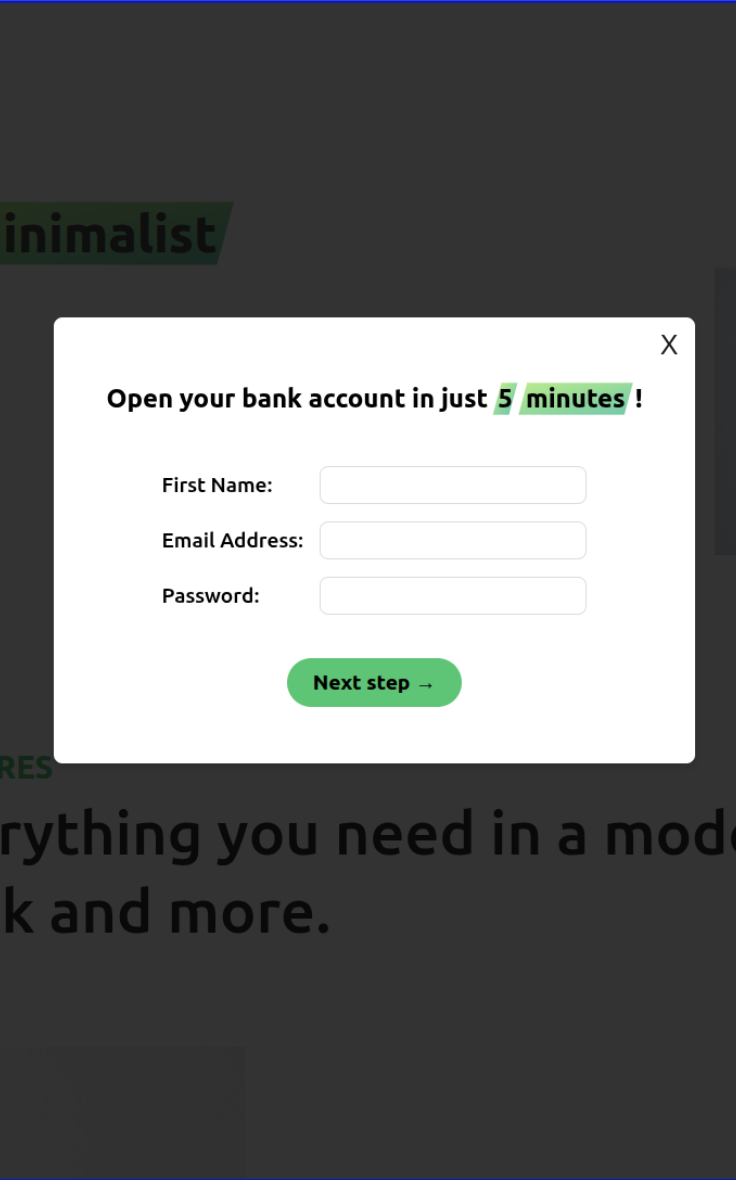 inimalist
X
Open your bank account in just 5 minutes !
First Name:
Email Address:
Password:
Next step →
RES
rything you need in a mod
k and more.